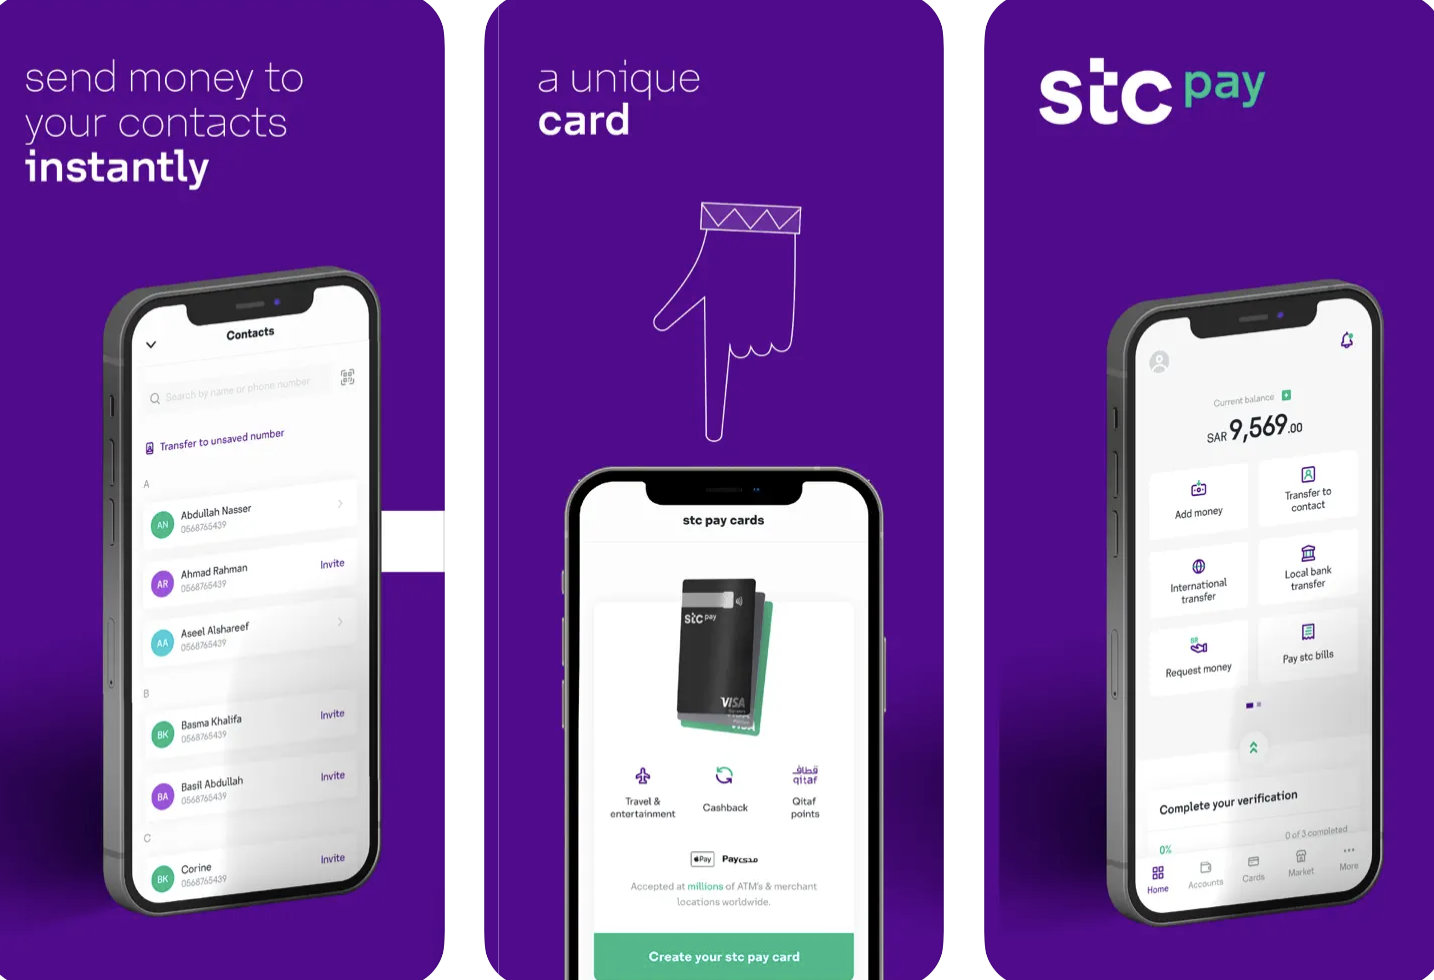 send money to
your contacts
instantly
Contacts
Search by name or phone number
Transfer to unsaved number
A
AN
Abdullah Nasser
0568765439
AR
Ahmad Rahman
0568765439
Invite
AA
Aseel Alshareef
0568765439
B
BK
Basma Khalifa
0568765439
Invite
BA
Basil Abdullah
0568765439
Invite
C
BK
Corine
0568765439
Invite
a unique
card
stc pay cards
stc pay
VISA
VISA
Travel &
entertainment
Cashback
قطاف
qitaf
Qitaf
points
Pay
Pay
Accepted at millions of ATM's & merchant
locations worldwide.
Create your stc pay card
stc pay
Current balance
SAR 9,569.00
Add money
Transfer to
contact
International
transfer
Local bank
transfer
Request money
Pay stc bills
Complete your verification
0 of 3 completed
0%
Home
Accounts
Cards
Market
More